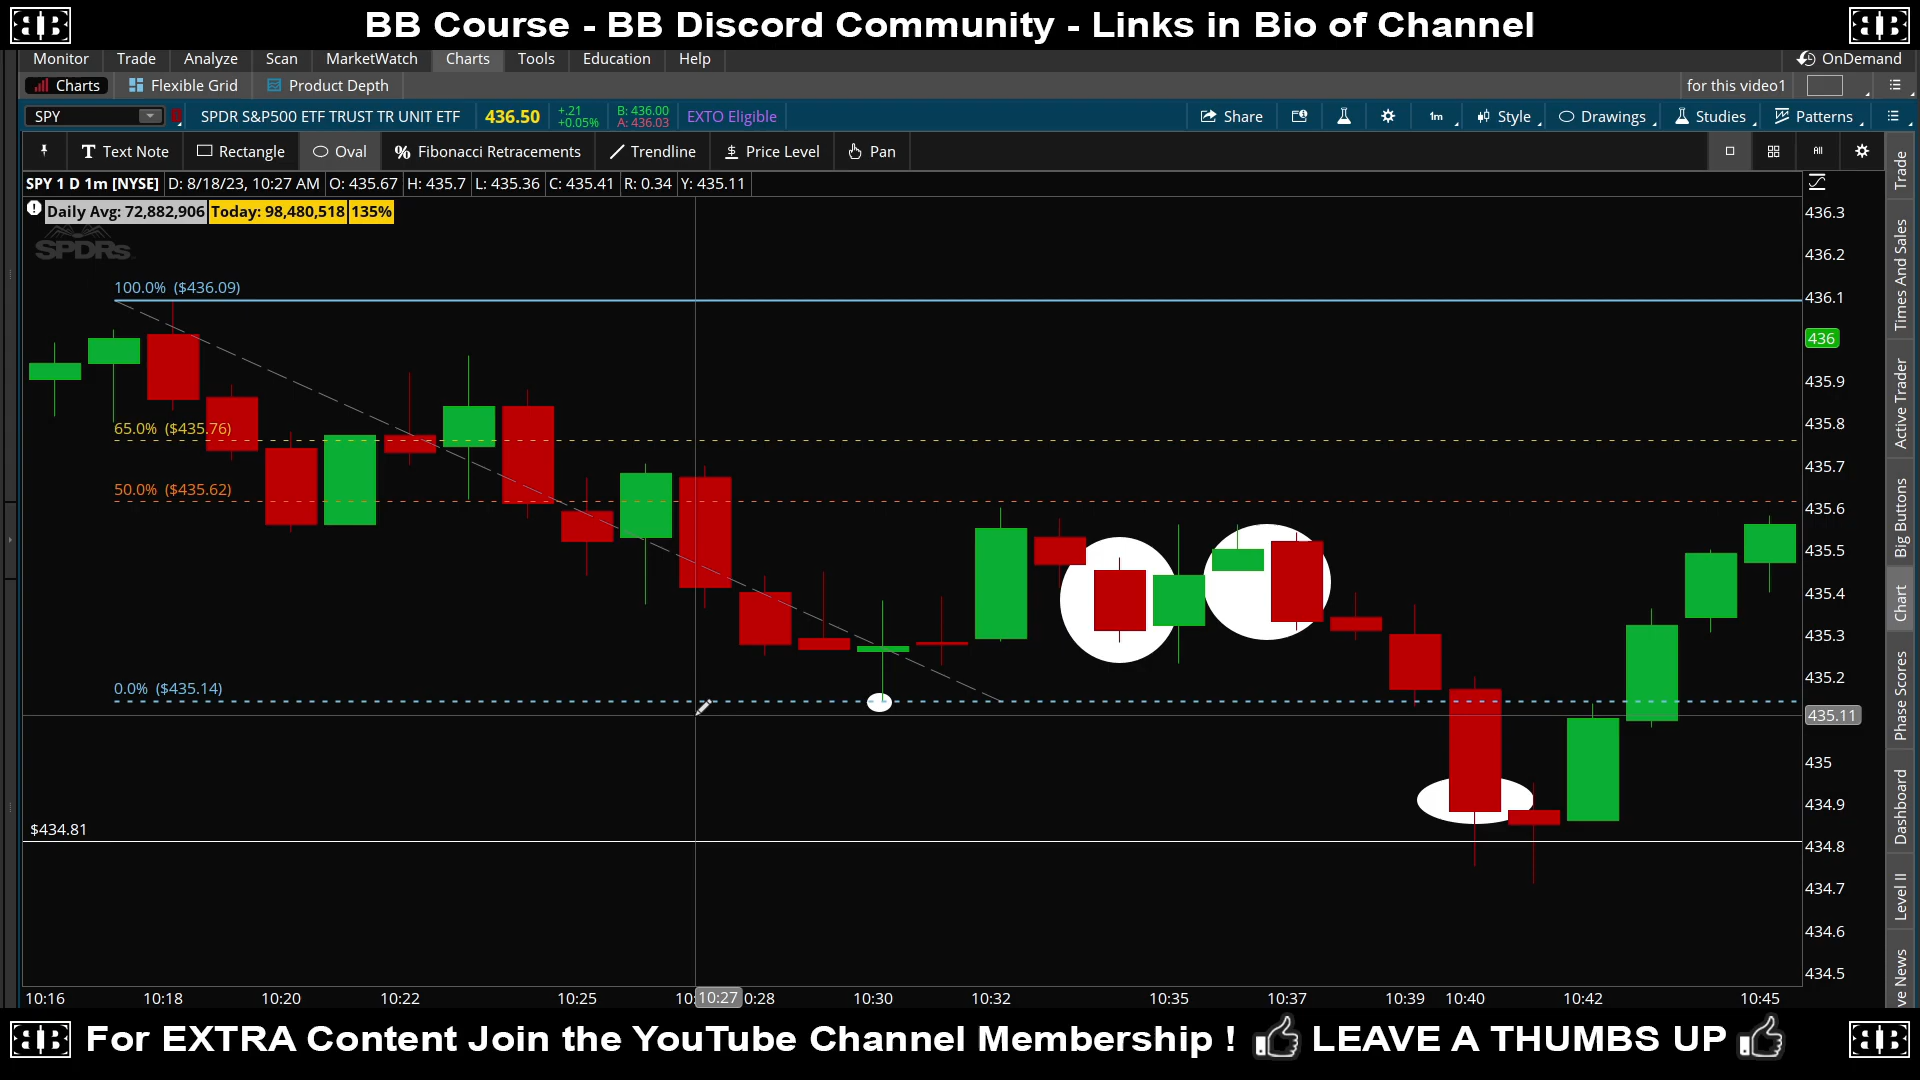 BB Course - BB Discord Community - Links in Bio of Channel
Monitor Trade Analyze Scan MarketWatch Charts Tools Education Help OnDemand
Charts Flexible Grid Product Depth for this video1
SPY SPDR S&P500 ETF TRUST TR UNIT ETF 436.50 +.21 +0.05% B: 436.00 A: 436.03 EXTO Eligible Share 1m Style Drawings Studies Patterns
Text Note Rectangle Oval Fibonacci Retracements Trendline Price Level Pan All
SPY 1 D 1m [NYSE] D: 8/18/23, 10:27 AM O: 435.67 H: 435.7 L: 435.36 C: 435.41 R: 0.34 Y: 435.11
Daily Avg: 72,882,906 Today: 98,480,518 135%
SPDRs
100.0% ($436.09)
65.0% ($435.76)
50.0% ($435.62)
0.0% ($435.14)
$434.81
436.3
436.2
436.1
436
435.9
435.8
435.7
435.6
435.5
435.4
435.3
435.2
435.11
435
434.9
434.8
434.7
434.6
434.5
10:16 10:18 10:20 10:22 10:25 10:27 0:28 10:30 10:32 10:35 10:37 10:39 10:40 10:42 10:45
Trade
Times And Sales
Active Trader
Big Buttons
Chart
Phase Scores
Dashboard
Level II
ve News
For EXTRA Content Join the YouTube Channel Membership ! LEAVE A THUMBS UP